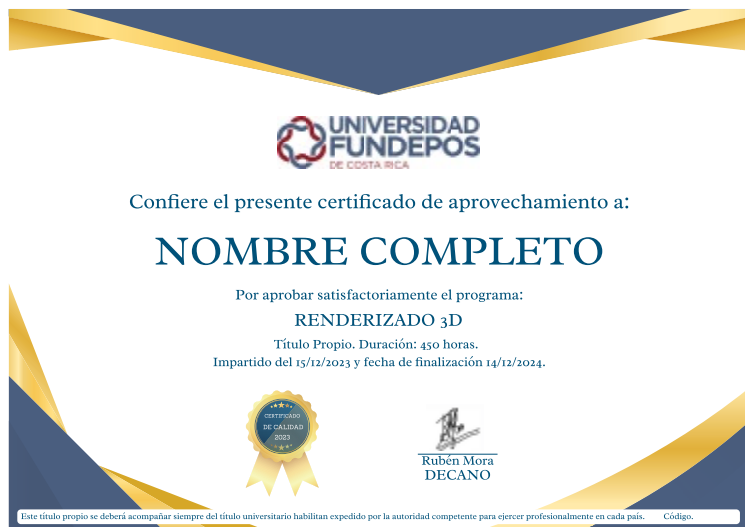 UNIVERSIDAD
FUNDEPOS
DE COSTA RICA
Confiere el presente certificado de aprovechamiento a:
NOMBRE COMPLETO
Por aprobar satisfactoriamente el programa:
RENDERIZADO 3D
Título Propio. Duración: 450 horas.
Impartido del 15/12/2023 y fecha de finalización 14/12/2024.
CERTIFICADO
DE CALIDAD
2023
Rubén Mora
DECANO
Este título propio se deberá acompañar siempre del título universitario habilitan expedido por la autoridad competente para ejercer profesionalmente en cada país. Código.